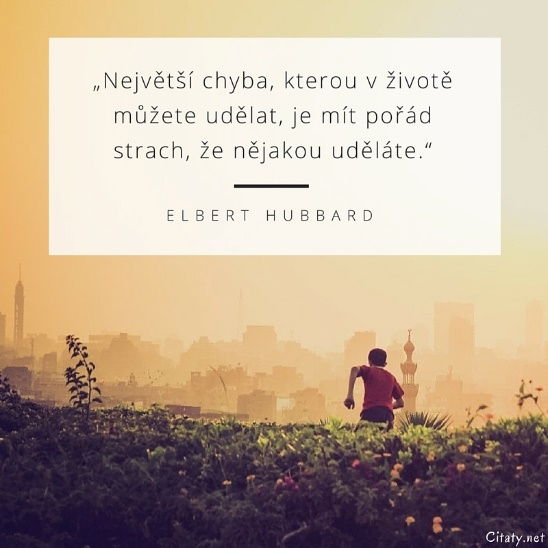 „Největší chyba, kterou v životě
můžete udělat, je mít pořád
strach, že nějakou uděláte.“
ELBERT HUBBARD
Citaty.net